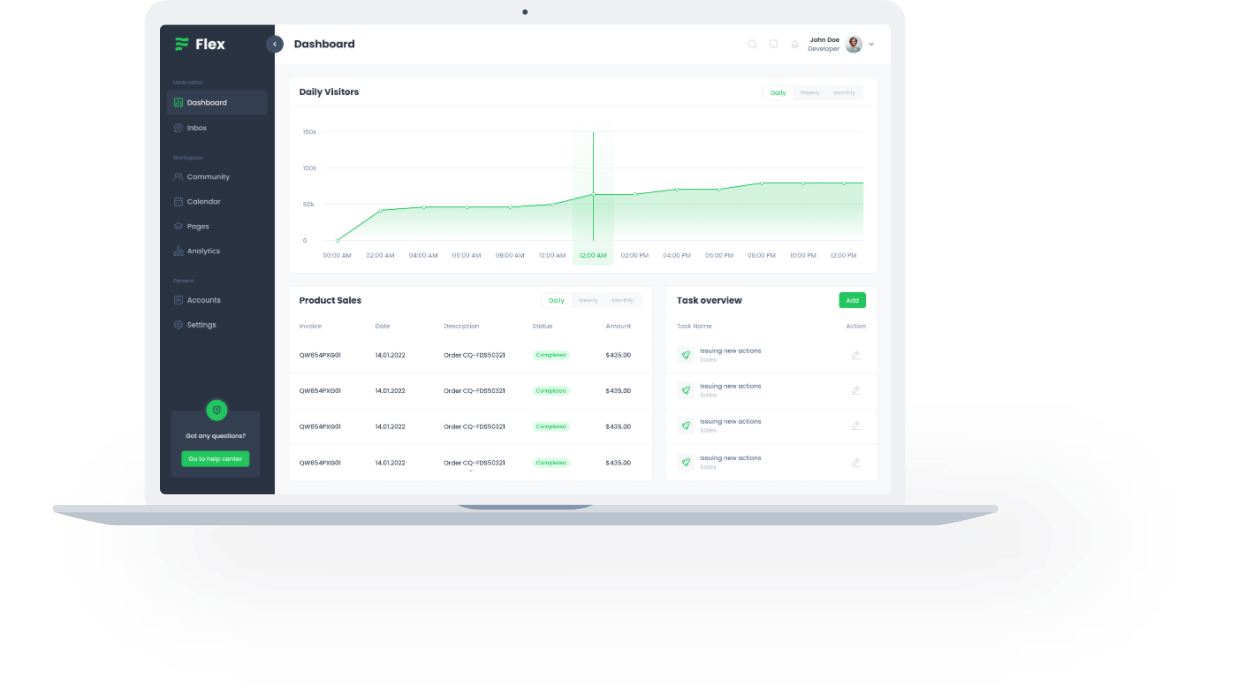 Flex
Dashboard
John Doe
Developer
MAIN MENU
Dashboard
Inbox
Workspace
Community
Calendar
Pages
Analytics
General
Accounts
Settings
Got any questions?
Go to help center
Daily Visitors
Daily Weekly Monthly
150k
100k
50k
0
00:00 AM 02:00 AM 04:00 AM 06:00 AM 08:00 AM 10:00 AM 12:00 AM 02:00 PM 04:00 PM 06:00 PM 08:00 PM 10:00 PM 12:00 PM
Product Sales
Daily Weekly Monthly
Invoice Date Description Status Amount
QW654PXG01 14.01.2022 Order CQ-FDS50321 Completed $435.00
QW654PXG01 14.01.2022 Order CQ-FDS50321 Completed $435.00
QW654PXG01 14.01.2022 Order CQ-FDS50321 Completed $435.00
QW654PXG01 14.01.2022 Order CQ-FDS50321 Completed $435.00
Task overview
Add
Task Name Action
Issuing new actions
Sales
Issuing new actions
Sales
Issuing new actions
Sales
Issuing new actions
Sales